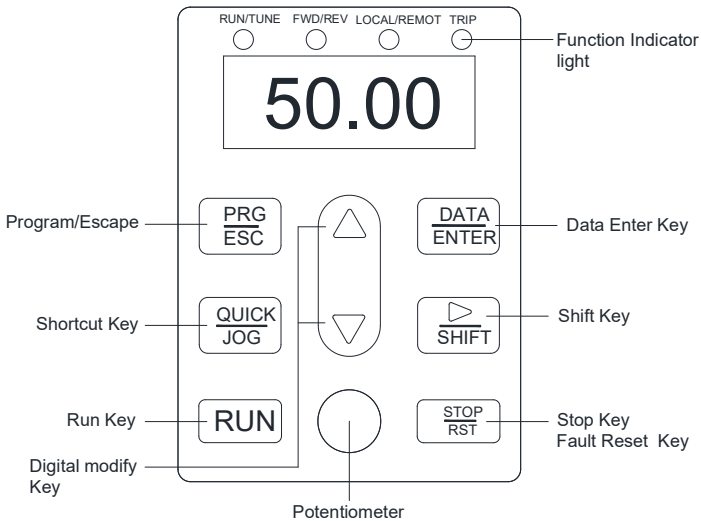 RUN/TUNE FWD/REV LOCAL/REMOT TRIP
Function Indicator
light
50.00
Program/Escape
PRG
ESC
DATA
ENTER
Data Enter Key
Shortcut Key
QUICK
JOG
SHIFT
Shift Key
Run Key
RUN
STOP
RST
Stop Key
Fault Reset Key
Digital modify
Key
Potentiometer